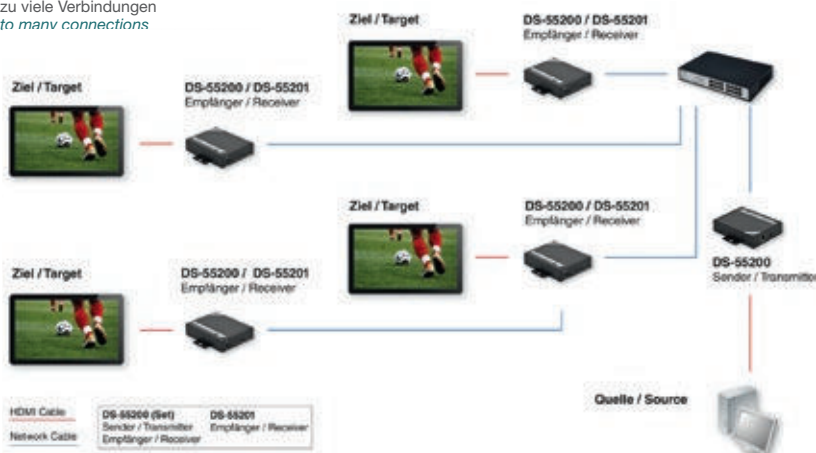 zu viele Verbindungen
to many connections
Ziel / Target
DS-55200 / DS-55201
Empfänger / Receiver
Ziel / Target
DS-55200 / DS-55201
Empfänger / Receiver
Ziel / Target
DS-55200 / DS-55201
Empfänger / Receiver
DS-55200
Sender / Transmitter
Ziel / Target
DS-55200 / DS-55201
Empfänger / Receiver
Quelle / Source
HDMI Cable
Network Cable
DS-55200 (Set)
Sender / Transmitter
Empfänger / Receiver
DS-55201
Empfänger / Receiver